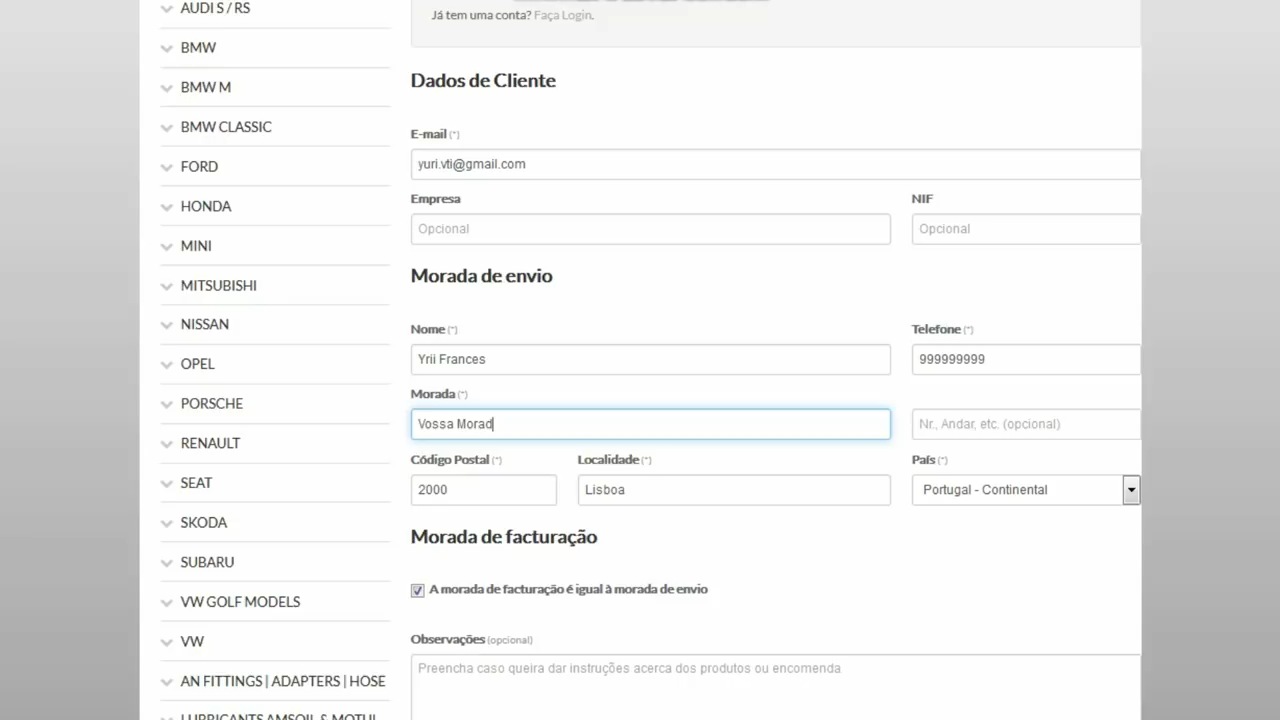 AUDI S / RS
BMW
BMW M
BMW CLASSIC
FORD
HONDA
MINI
MITSUBISHI
NISSAN
OPEL
PORSCHE
RENAULT
SEAT
SKODA
SUBARU
VW GOLF MODELS
VW
AN FITTINGS | ADAPTERS | HOSE
LUBRICANTS AMSOIL & MOTUL
Já tem uma conta? Faça Login.
Dados de Cliente
E-mail (*)
yuri.vti@gmail.com
Empresa NIF
Opcional Opcional
Morada de envio
Nome (*) Telefone (*)
Yrii Frances 999999999
Morada (*)
Vossa Morad Nr., Andar, etc. (opcional)
Código Postal (*) Localidade (*) País (*)
2000 Lisboa Portugal - Continental
Morada de facturação
A morada de facturação é igual à morada de envio
Observações (opcional)
Preencha caso queira dar instruções acerca dos produtos ou encomenda